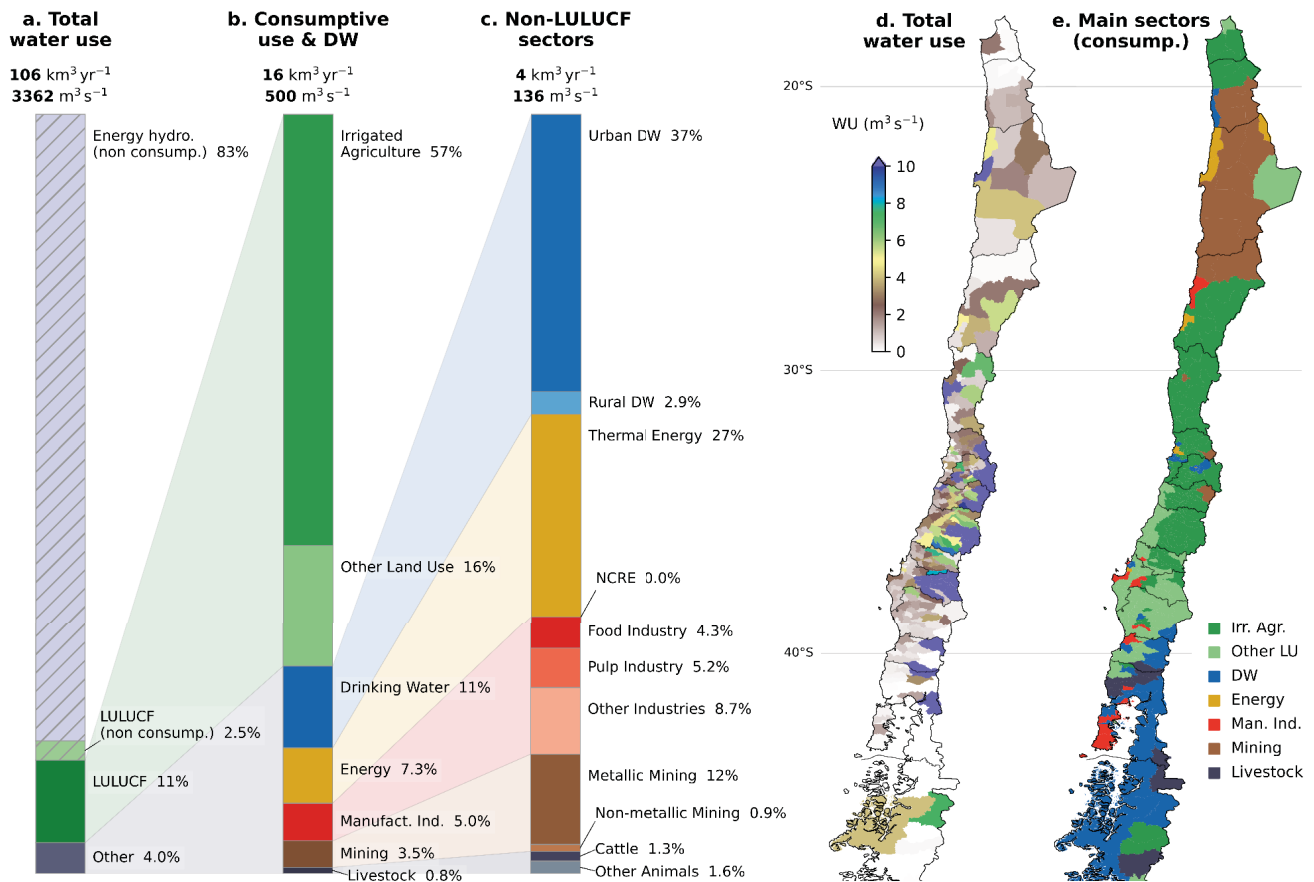 a. Total
water use
106 km³ yr⁻¹
3362 m³ s⁻¹
Energy hydro.
(non consump.) 83%
LULUCF
(non consump.) 2.5%
LULUCF 11%
Other 4.0%
b. Consumptive
use & DW
16 km³ yr⁻¹
500 m³ s⁻¹
Irrigated
Agriculture 57%
Other Land Use 16%
Drinking Water 11%
Energy 7.3%
Manufact. Ind. 5.0%
Mining 3.5%
Livestock 0.8%
c. Non-LULUCF
sectors
4 km³ yr⁻¹
136 m³ s⁻¹
Urban DW 37%
Rural DW 2.9%
Thermal Energy 27%
NCRE 0.0%
Food Industry 4.3%
Pulp Industry 5.2%
Other Industries 8.7%
Metallic Mining 12%
Non-metallic Mining 0.9%
Cattle 1.3%
Other Animals 1.6%
d. Total
water use
20°S
30°S
40°S
WU (m³ s⁻¹)
10
8
6
4
2
0
e. Main sectors
(consump.)
Irr. Agr.
Other LU
DW
Energy
Man. Ind.
Mining
Livestock